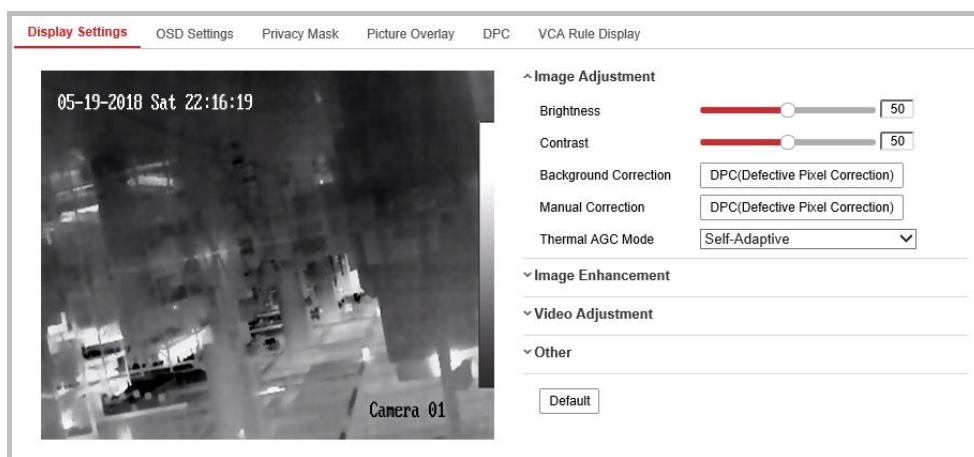 Display Settings OSD Settings Privacy Mask Picture Overlay DPC VCA Rule Display
05-19-2018 Sat 22:16:19
Camera 01
Image Adjustment
Brightness 50
Contrast 50
Background Correction DPC(Defective Pixel Correction)
Manual Correction DPC(Defective Pixel Correction)
Thermal AGC Mode Self-Adaptive
Image Enhancement
Video Adjustment
Other
Default